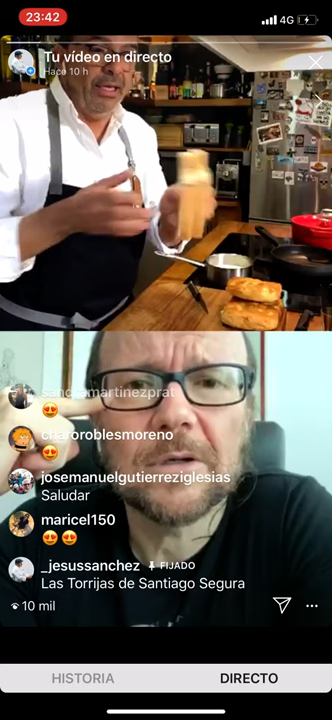 23:42
4G
Tu vídeo en directo
Hace 10 h
sandramartinezprat
😍
charoroblesmoreno
😍
josemanuelgutierreziglesias
Saludar
maricel150
😍😍
_jesussanchez FIJADO
Las Torrijas de Santiago Segura
10 mil
HISTORIA DIRECTO